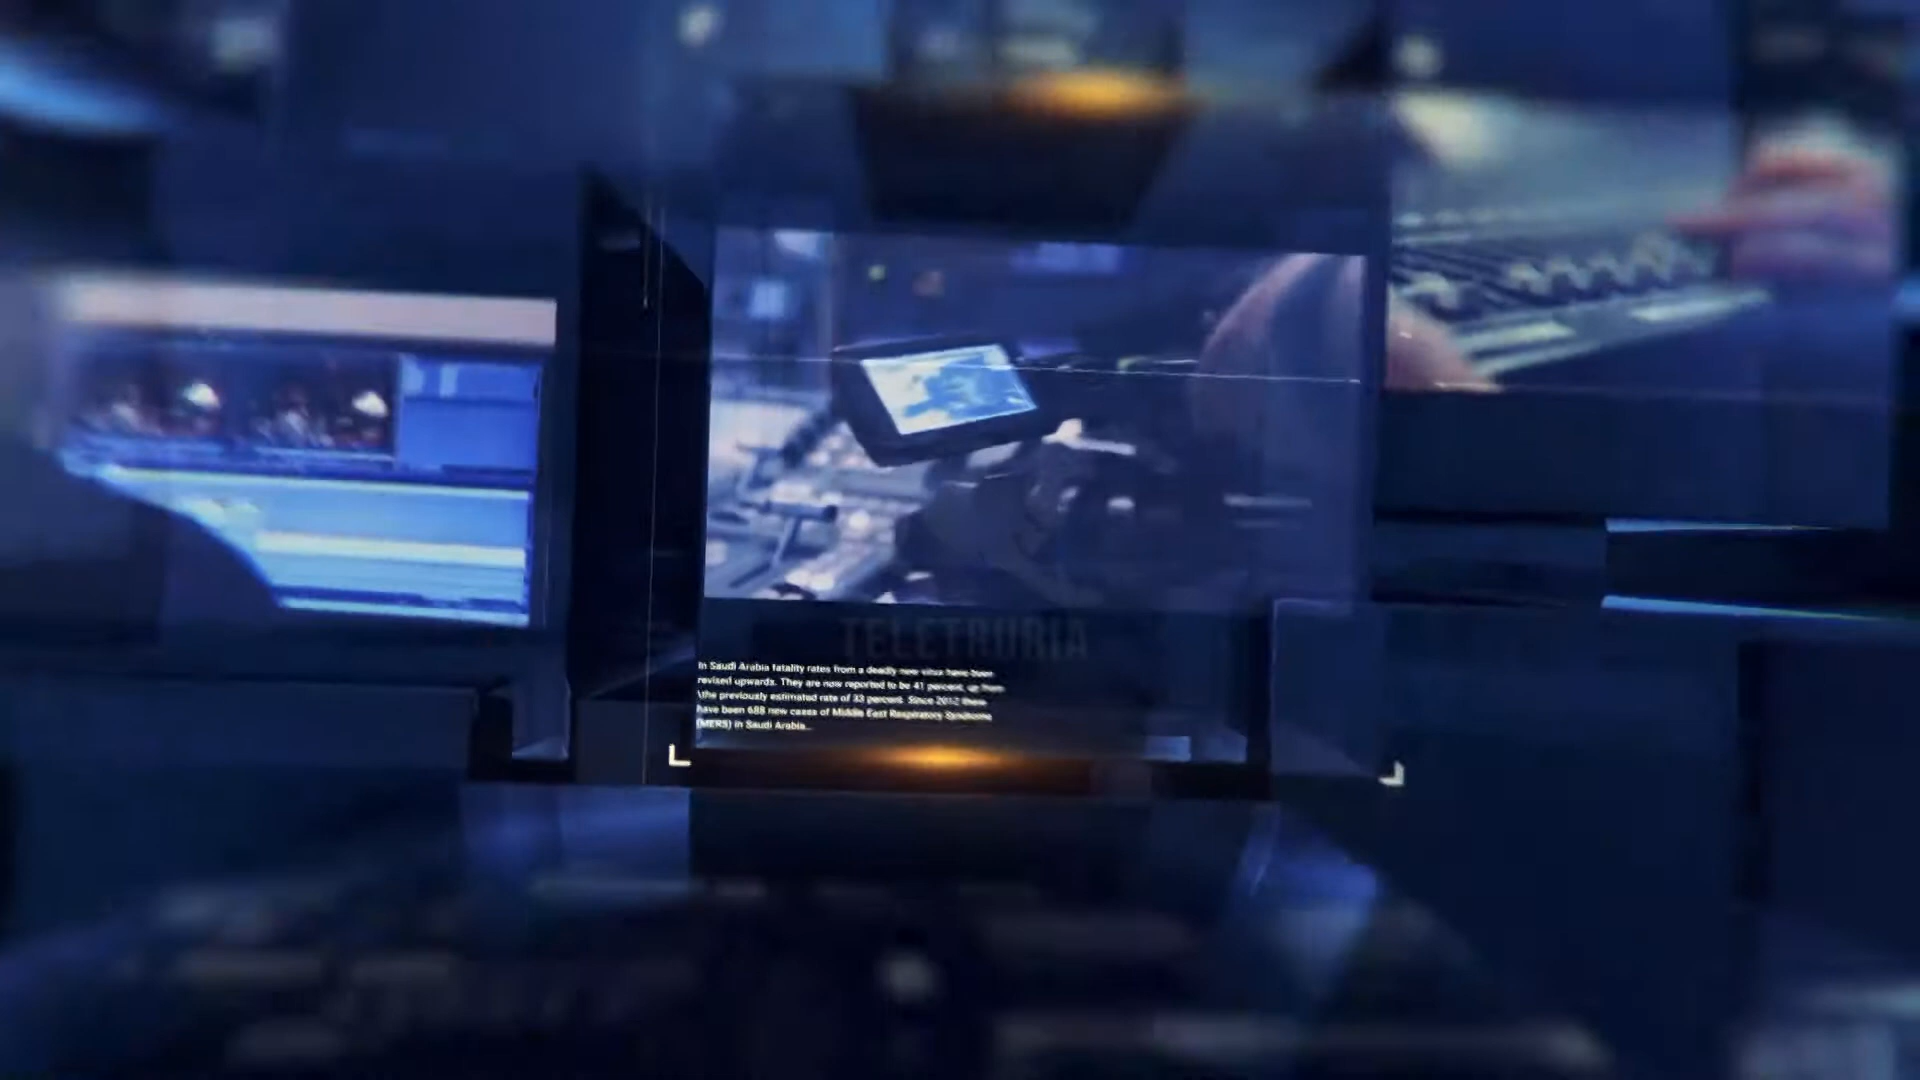 TELETRURIA
In Saudi Arabia fatality rates from a deadly new virus have been
revised upwards. They are now reported to be 41 percent, up from
\the previously estimated rate of 33 percent. Since 2012 there
have been 688 new cases of Middle East Respiratory Syndrome
(MERS) in Saudi Arabia...